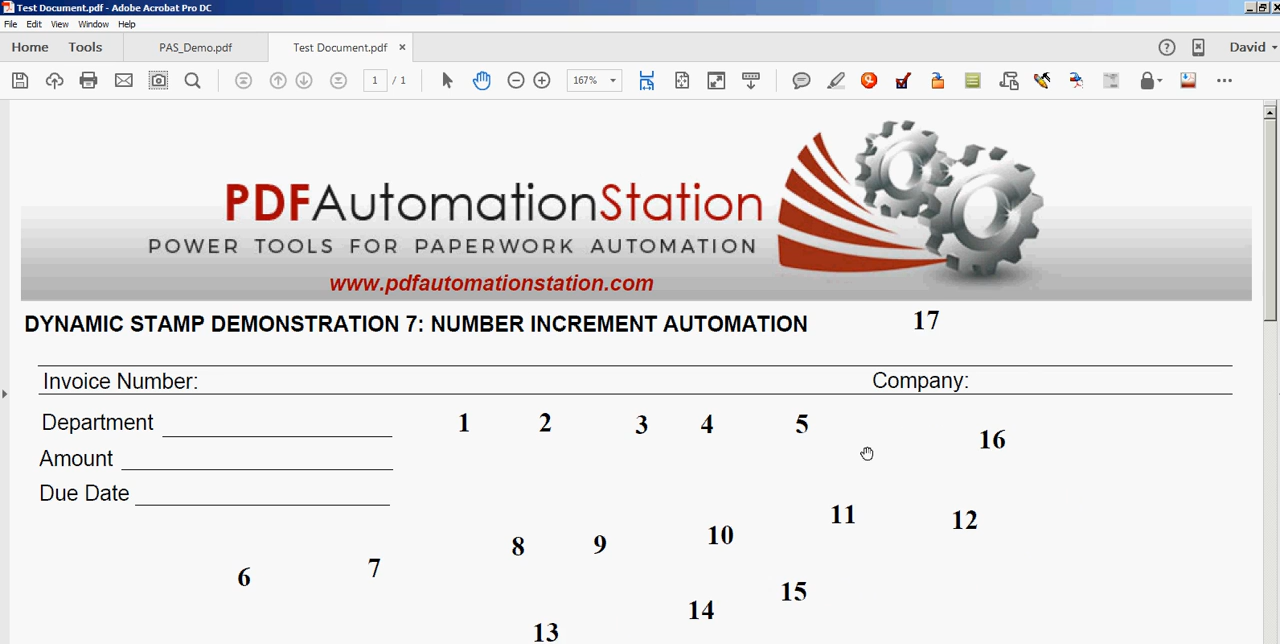 Test Document.pdf - Adobe Acrobat Pro DC
File Edit View Window Help
Home Tools PAS_Demo.pdf Test Document.pdf × David
1 / 1 167%
PDFAutomationStation
POWER TOOLS FOR PAPERWORK AUTOMATION
www.pdfautomationstation.com
DYNAMIC STAMP DEMONSTRATION 7: NUMBER INCREMENT AUTOMATION 17
Invoice Number: Company:
Department 1 2 3 4 5
16
Amount
Due Date
11 12
8 9 10
6 7
15
14
13